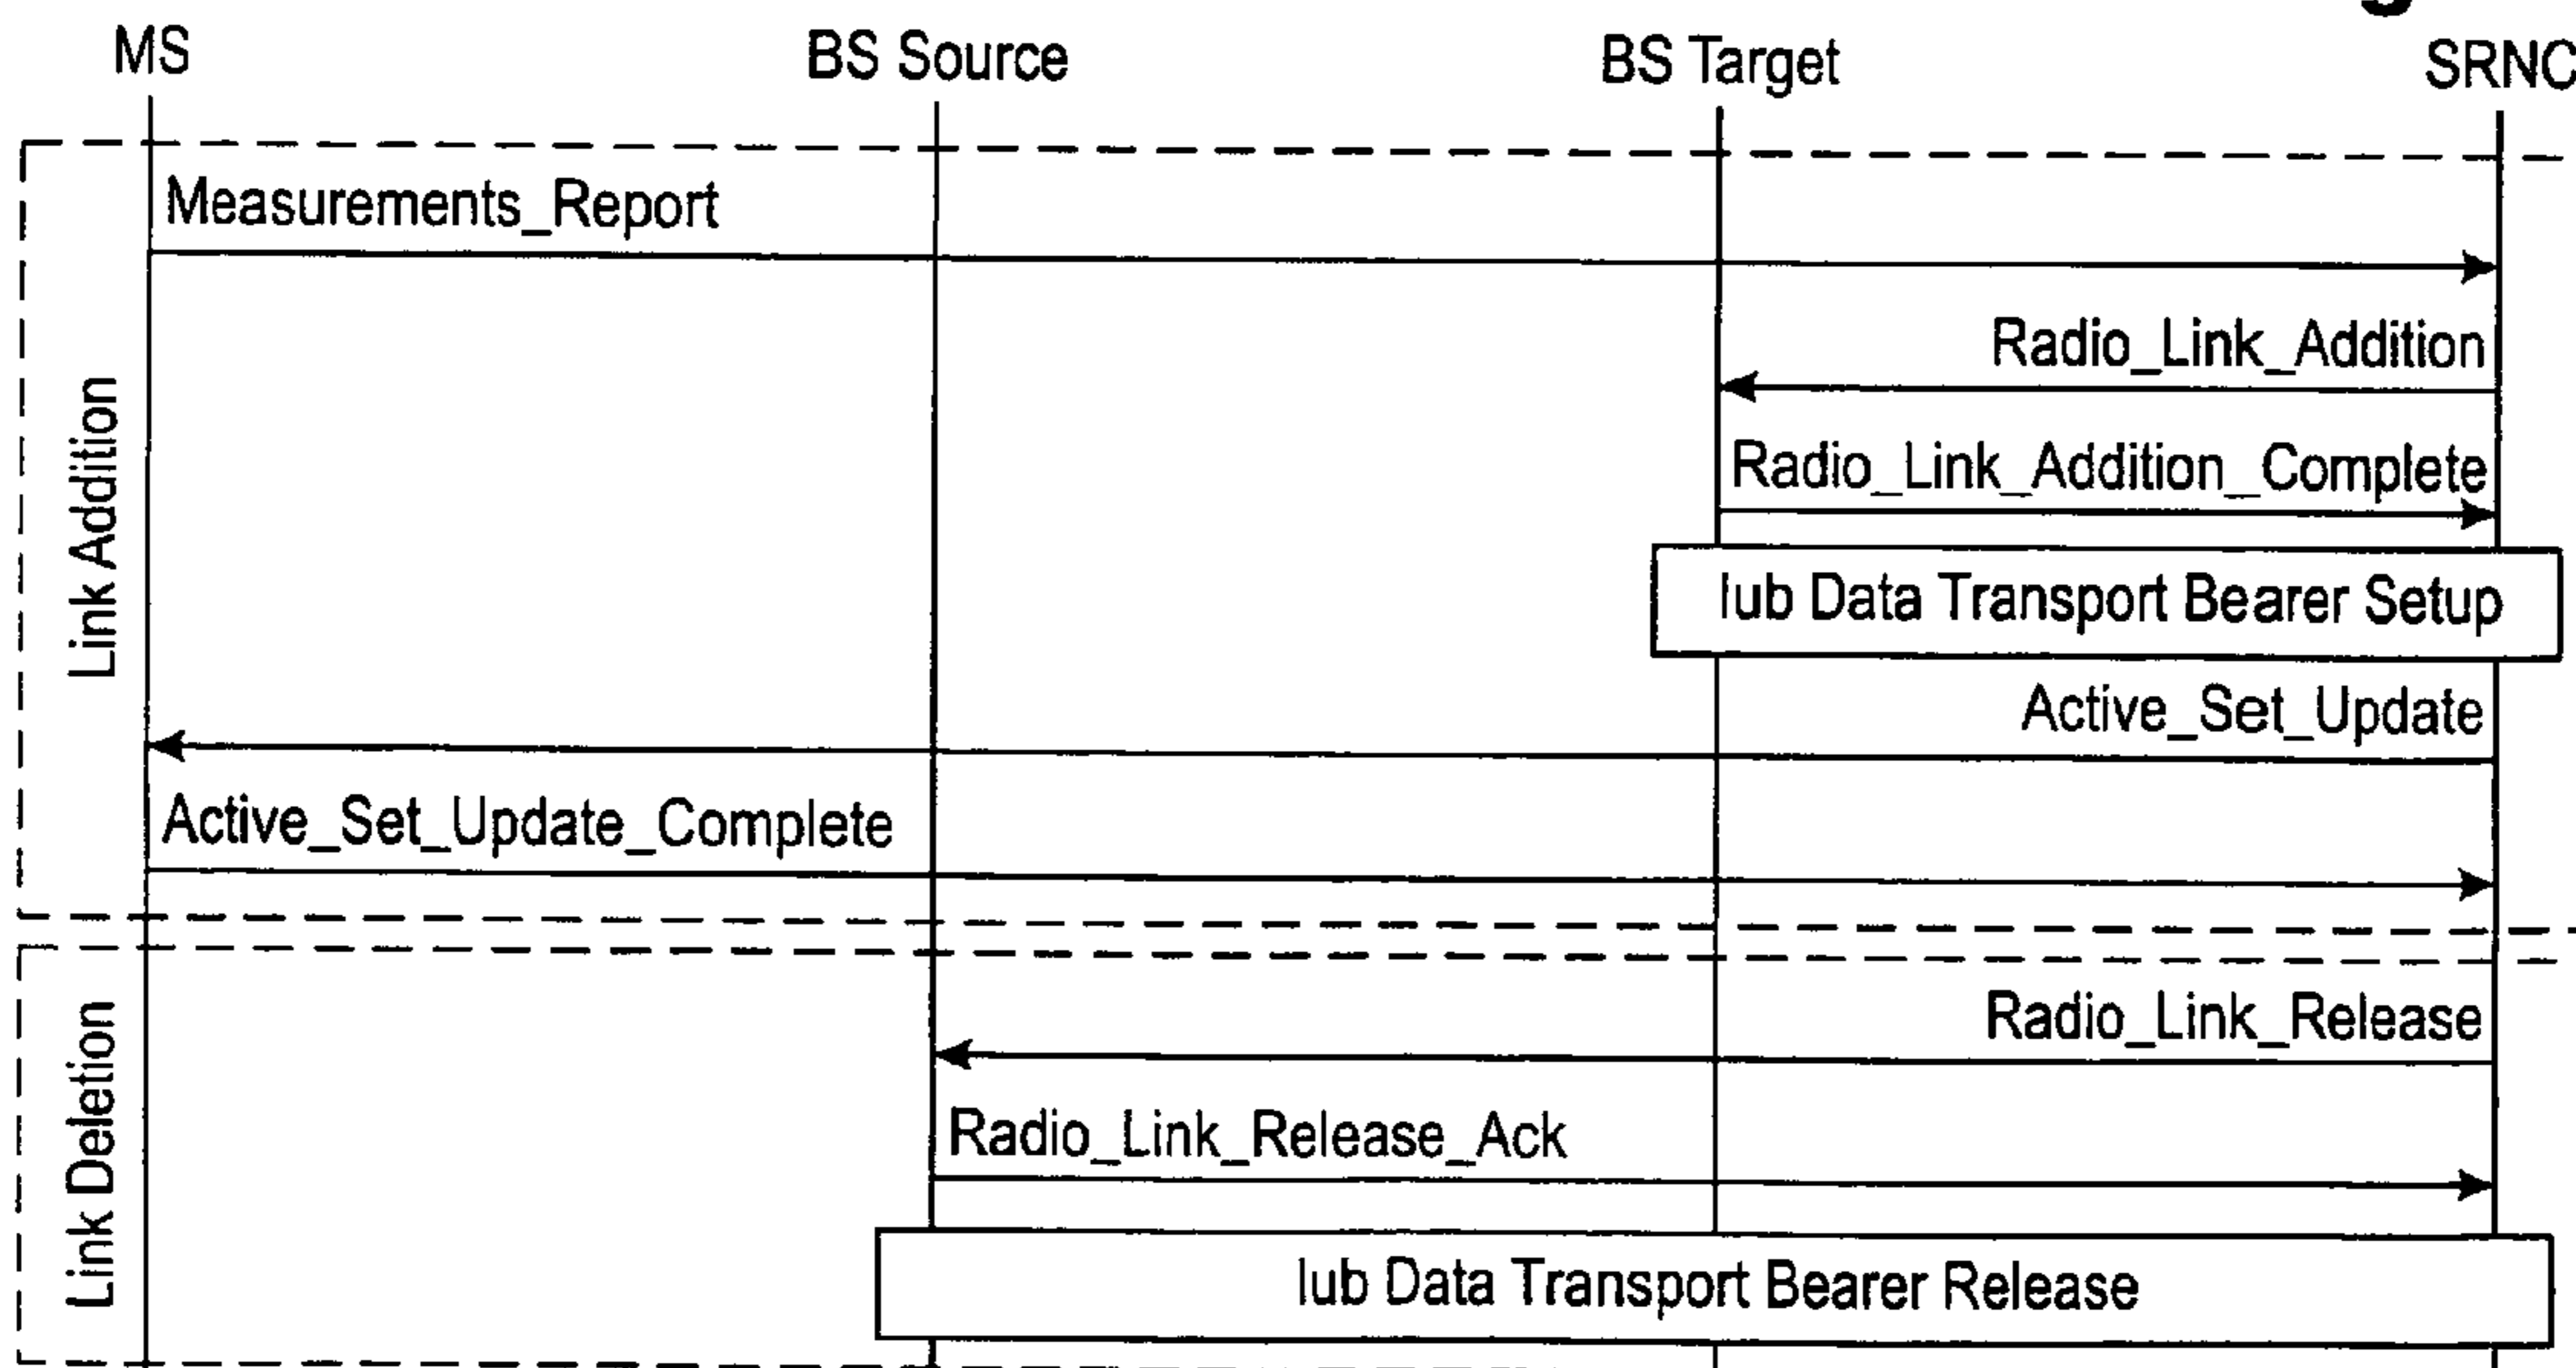 MS
BS Source
BS Target
SRNC
Measurements_Report
Radio_Link_Addition
Radio_Link_Addition_Complete
Iub Data Transport Bearer Setup
Active_Set_Update
Active_Set_Update_Complete
Link Addition
Radio_Link_Release
Radio_Link_Release_Ack
Iub Data Transport Bearer Release
Link Deletion